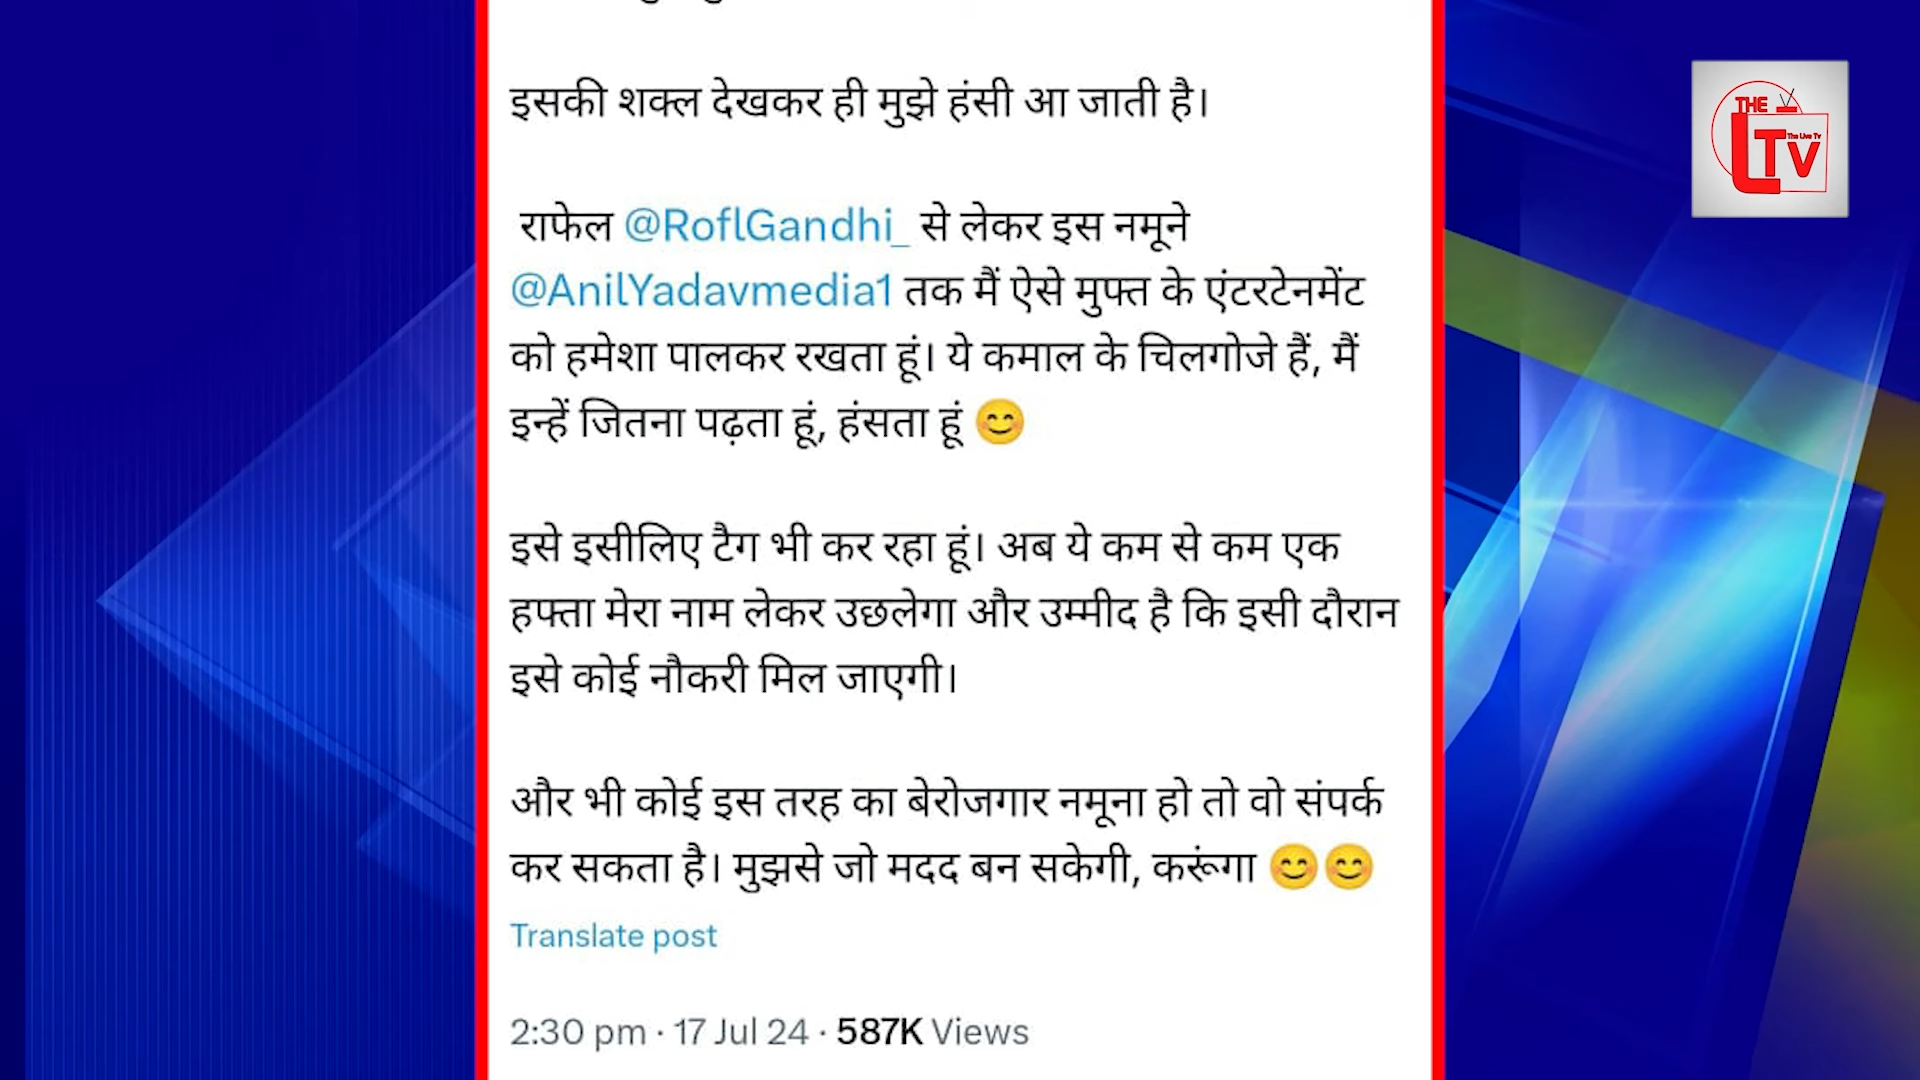 इसकी शक्ल देखकर ही मुझे हंसी आ जाती है।
राफेल @RoflGandhi_ से लेकर इस नमूने
@AnilYadavmedia1 तक मैं ऐसे मुफ्त के एंटरटेनमेंट
को हमेशा पालकर रखता हूं। ये कमाल के चिलगोजे हैं, मैं
इन्हें जितना पढ़ता हूं, हंसता हूं 😊
इसे इसीलिए टैग भी कर रहा हूं। अब ये कम से कम एक
हफ्ता मेरा नाम लेकर उछलेगा और उम्मीद है कि इसी दौरान
इसे कोई नौकरी मिल जाएगी।
और भी कोई इस तरह का बेरोजगार नमूना हो तो वो संपर्क
कर सकता है। मुझसे जो मदद बन सकेगी, करूंगा 😊😊
Translate post
2:30 pm · 17 Jul 24 · 587K Views
THE
LTV
The Live Tv